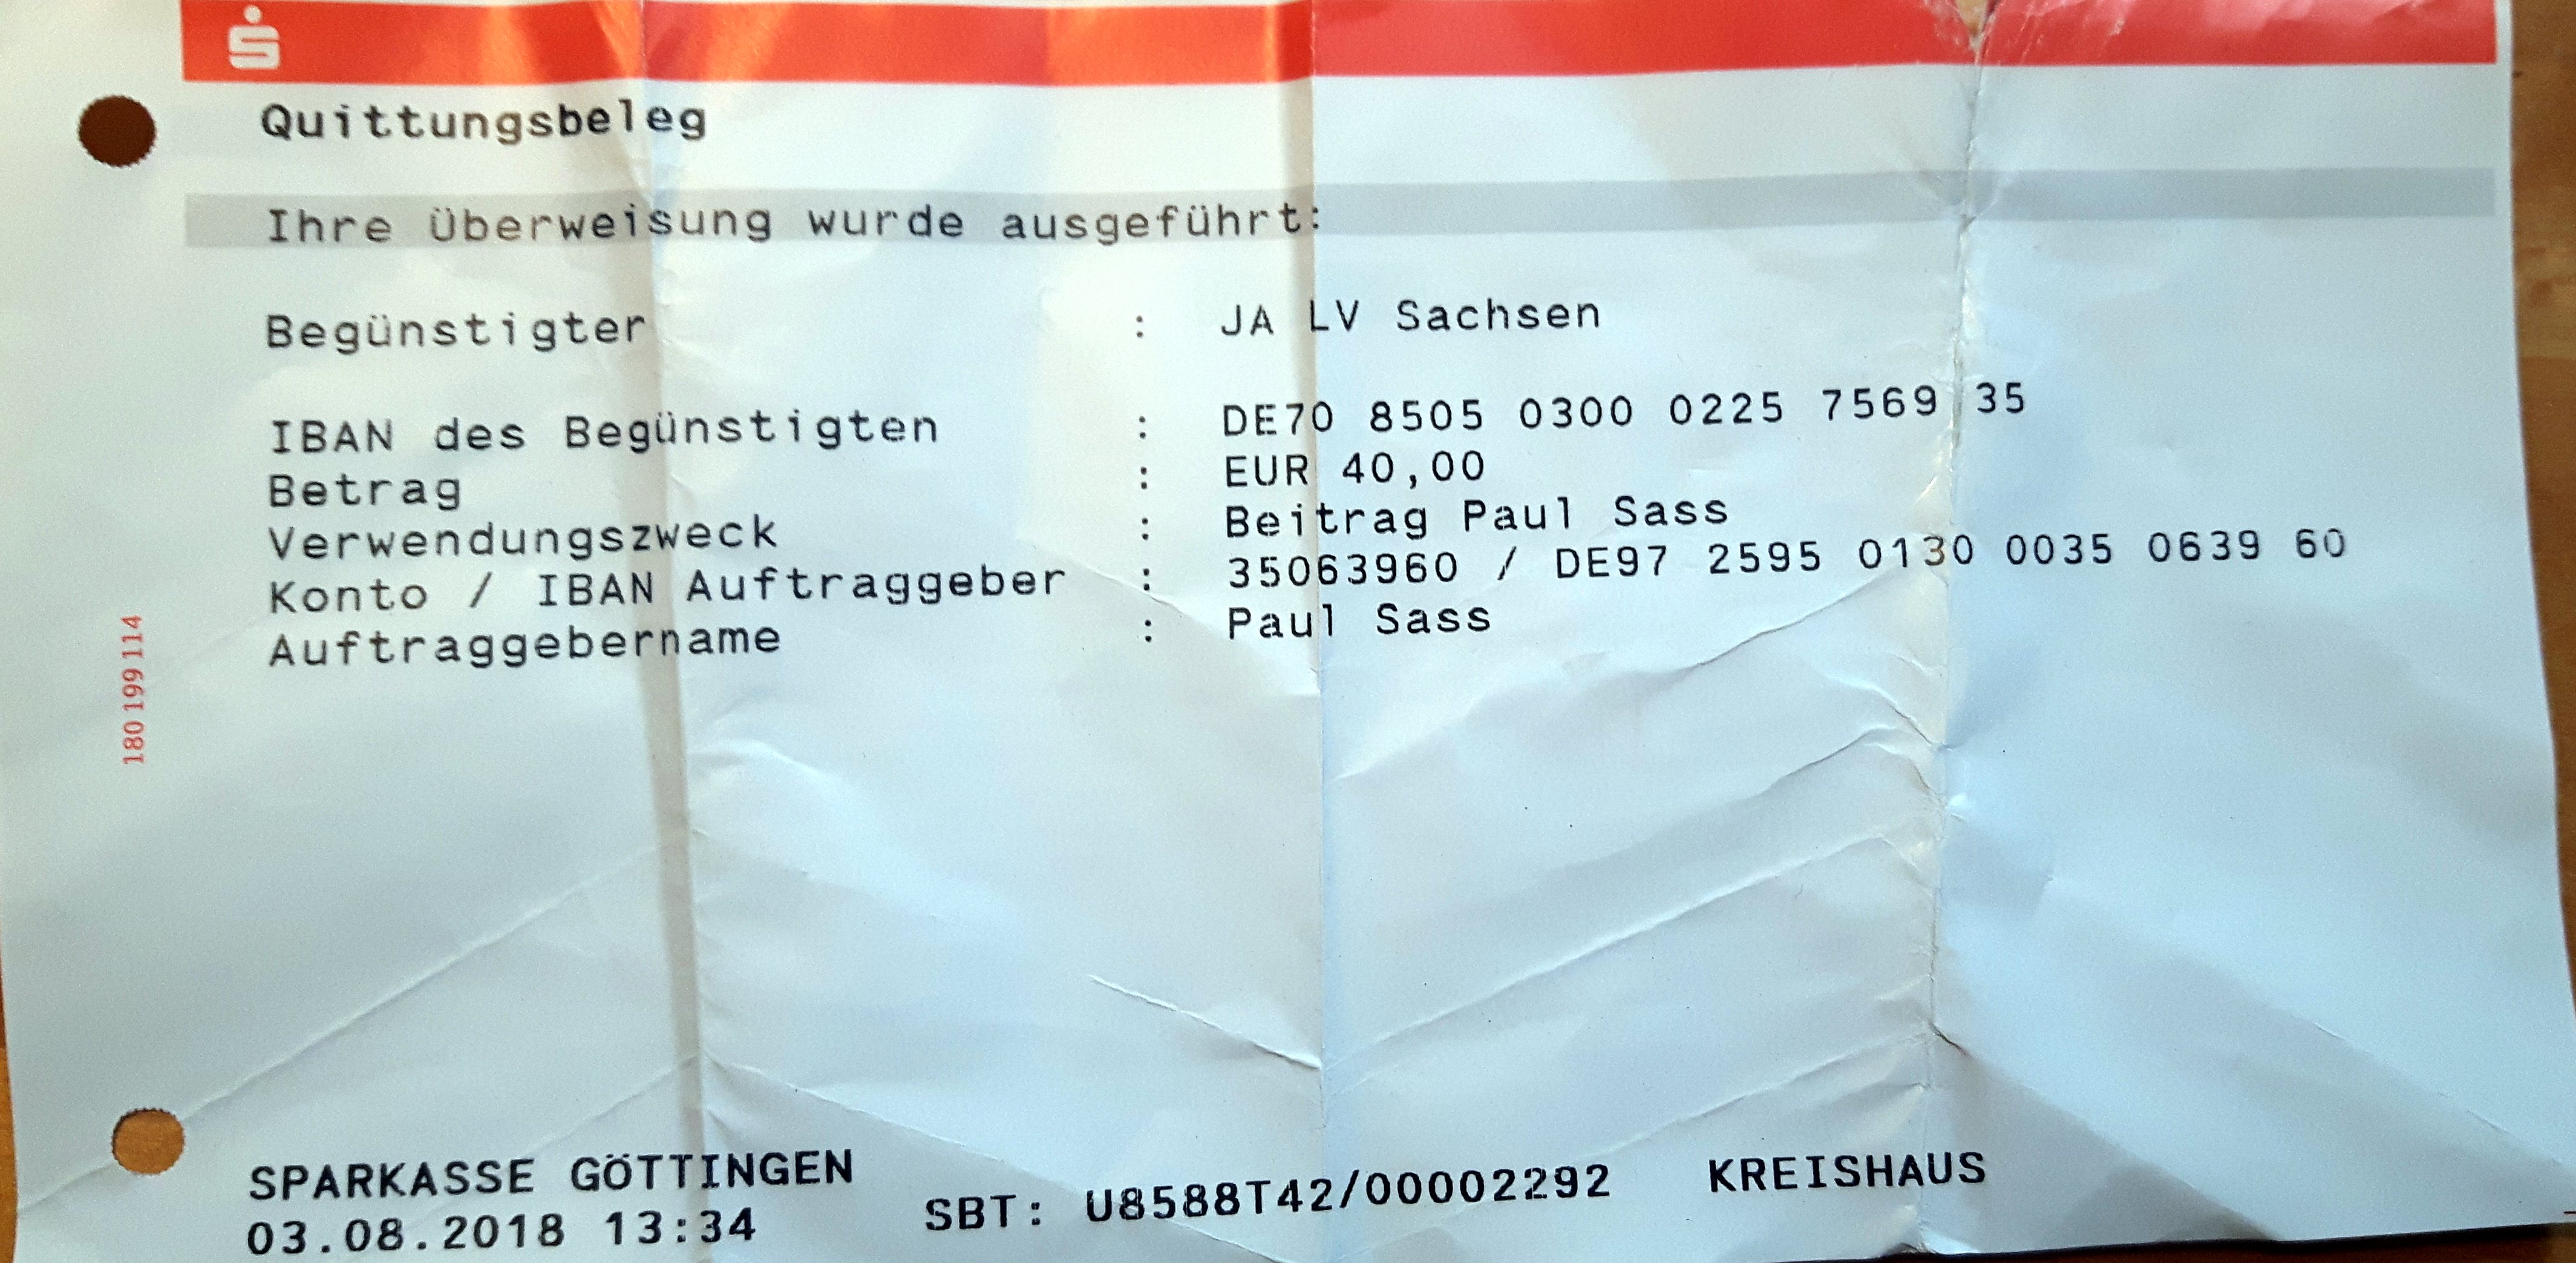 Quittungsbeleg
Ihre Überweisung wurde ausgeführt:
Begünstigter : JA LV Sachsen
IBAN des Begünstigten : DE70 8505 0300 0225 7569 35
Betrag : EUR 40,00
Verwendungszweck : Beitrag Paul Sass
Konto / IBAN Auftraggeber : 35063960 / DE97 2595 0130 0035 0639 60
Auftraggebername : Paul Sass
180 199 114
SPARKASSE GÖTTINGEN
03.08.2018 13:34 SBT: U8588T42/00002292 KREISHAUS